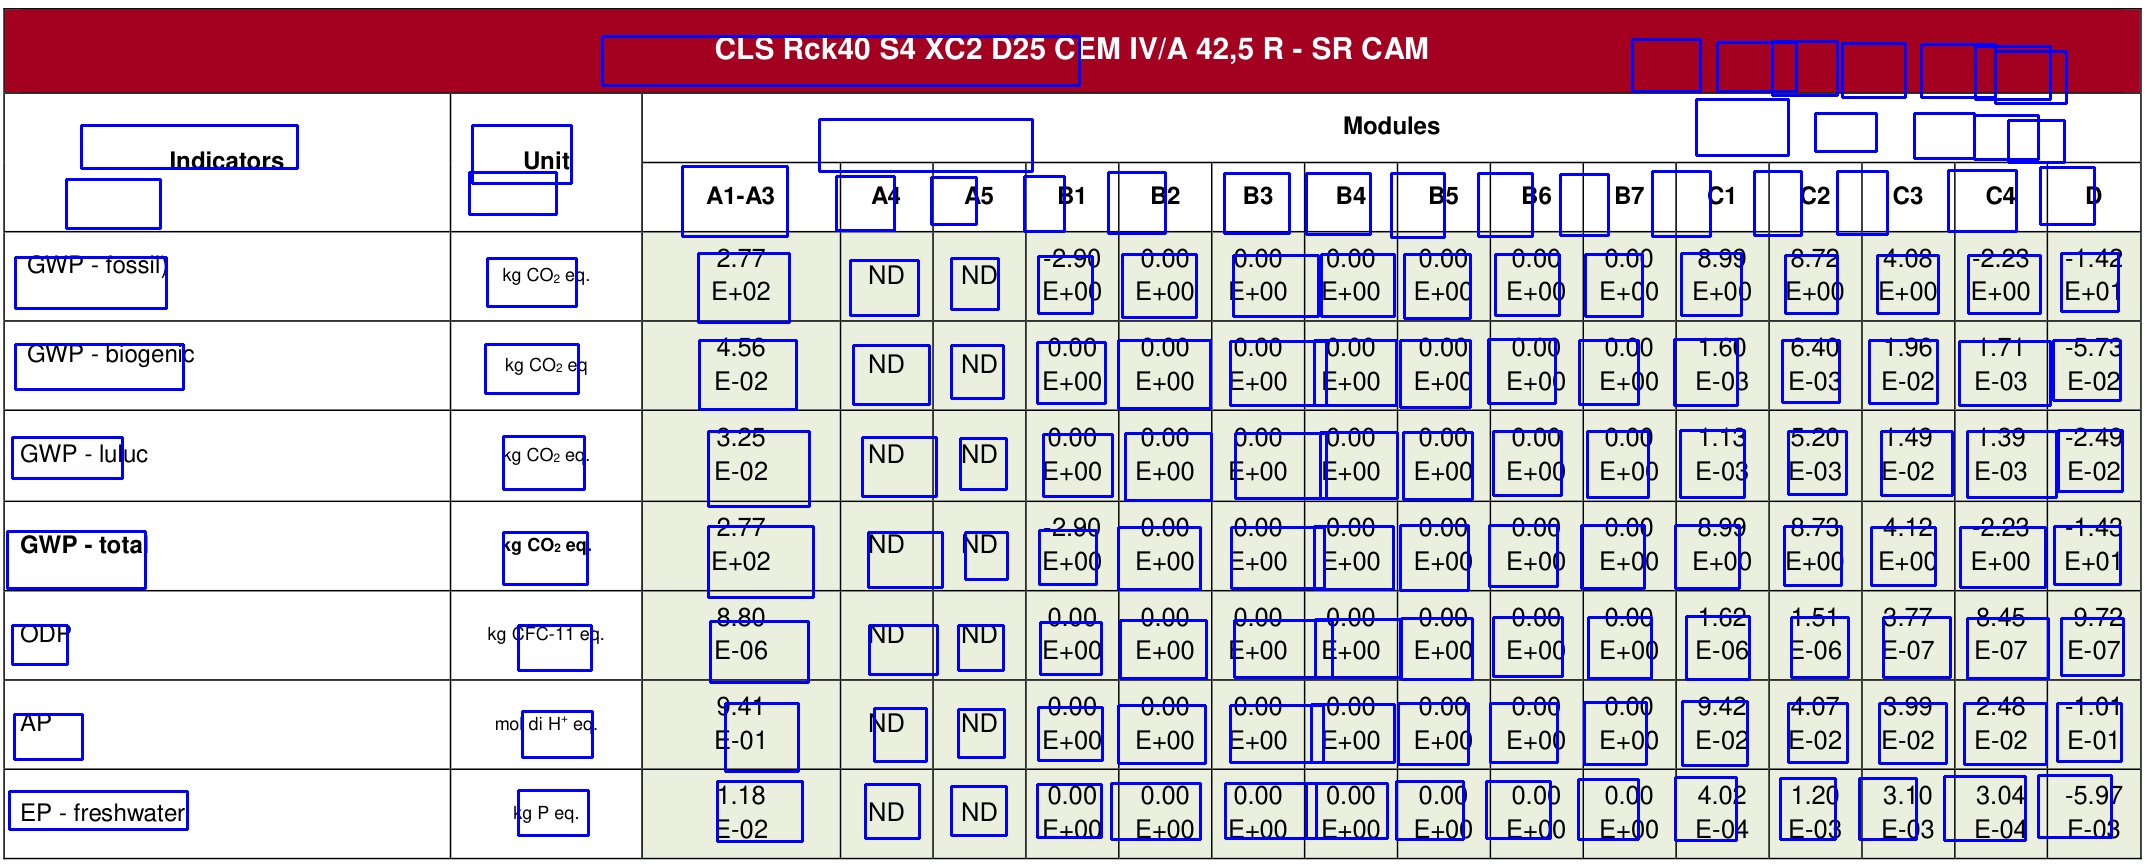 CLS Rck40 S4 XC2 D25 CEM IV/A 42,5 R - SR CAM
Indicators Unit Modules
A1-A3 A4 A5 B1 B2 B3 B4 B5 B6 B7 C1 C2 C3 C4 D
GWP - fossil) kg CO₂ eq. 2.77 E+02 ND ND -2.90 E+00 0.00 E+00 0.00 E+00 0.00 E+00 0.00 E+00 0.00 E+00 0.00 E+00 8.99 E+00 8.72 E+00 4.08 E+00 -2.23 E+00 -1.42 E+01
GWP - biogenic kg CO₂ eq 4.56 E-02 ND ND 0.00 E+00 0.00 E+00 0.00 E+00 0.00 E+00 0.00 E+00 0.00 E+00 0.00 E+00 1.60 E-03 6.40 E-03 1.96 E-02 1.71 E-03 -5.73 E-02
GWP - luluc kg CO₂ eq. 3.25 E-02 ND ND 0.00 E+00 0.00 E+00 0.00 E+00 0.00 E+00 0.00 E+00 0.00 E+00 0.00 E+00 1.13 E-03 5.20 E-03 1.49 E-02 1.39 E-03 -2.49 E-02
GWP - total kg CO₂ eq. 2.77 E+02 ND ND -2.90 E+00 0.00 E+00 0.00 E+00 0.00 E+00 0.00 E+00 0.00 E+00 0.00 E+00 8.99 E+00 8.73 E+00 4.12 E+00 -2.23 E+00 -1.43 E+01
ODP kg CFC-11 eq. 8.80 E-06 ND ND 0.00 E+00 0.00 E+00 0.00 E+00 0.00 E+00 0.00 E+00 0.00 E+00 0.00 E+00 1.62 E-06 1.51 E-06 3.77 E-07 8.45 E-07 9.72 E-07
AP mol di H⁺ eq. 9.41 E-01 ND ND 0.00 E+00 0.00 E+00 0.00 E+00 0.00 E+00 0.00 E+00 0.00 E+00 0.00 E+00 9.42 E-02 4.07 E-02 3.99 E-02 2.48 E-02 -1.01 E-01
EP - freshwater kg P eq. 1.18 E-02 ND ND 0.00 E+00 0.00 E+00 0.00 E+00 0.00 E+00 0.00 E+00 0.00 E+00 0.00 E+00 4.02 E-04 1.20 E-03 3.10 E-03 3.04 E-04 -5.97 E-03